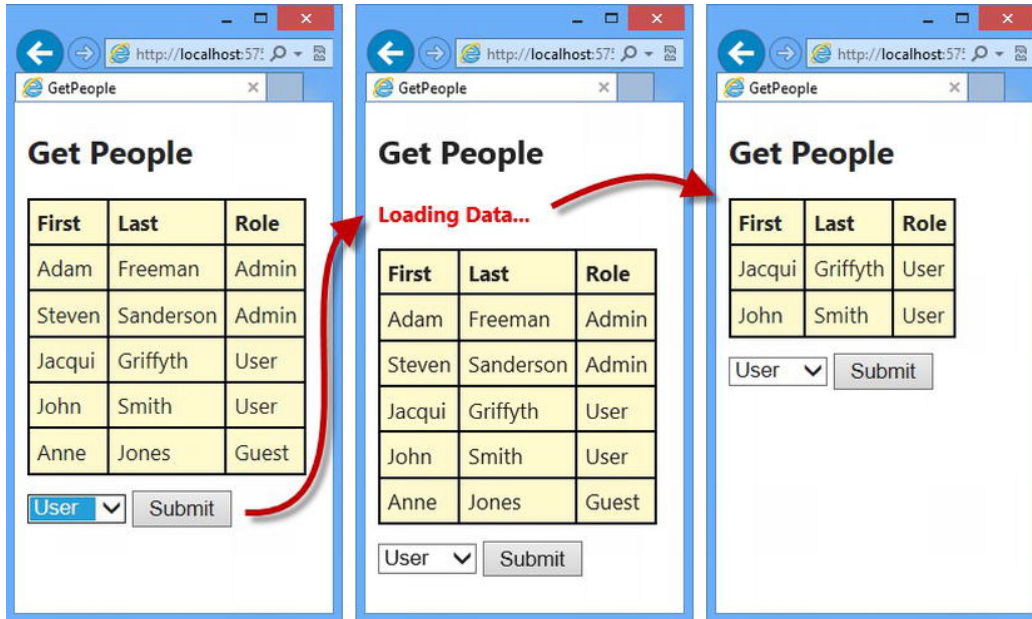 http://localhost:575
GetPeople
Get People
First Last Role
Adam Freeman Admin
Steven Sanderson Admin
Jacqui Griffyth User
John Smith User
Anne Jones Guest
User Submit
http://localhost:57
GetPeople
Get People
Loading Data...
First Last Role
Adam Freeman Admin
Steven Sanderson Admin
Jacqui Griffyth User
John Smith User
Anne Jones Guest
User Submit
http://localhost:575
GetPeople
Get People
First Last Role
Jacqui Griffyth User
John Smith User
User Submit